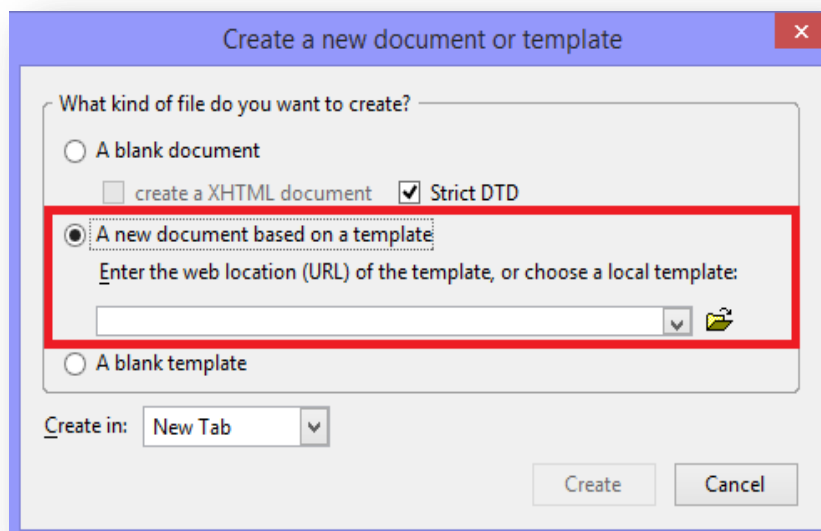 Create a new document or template
What kind of file do you want to create?
A blank document
create a XHTML document Strict DTD
A new document based on a template
Enter the web location (URL) of the template, or choose a local template:
A blank template
Create in: New Tab
Create Cancel